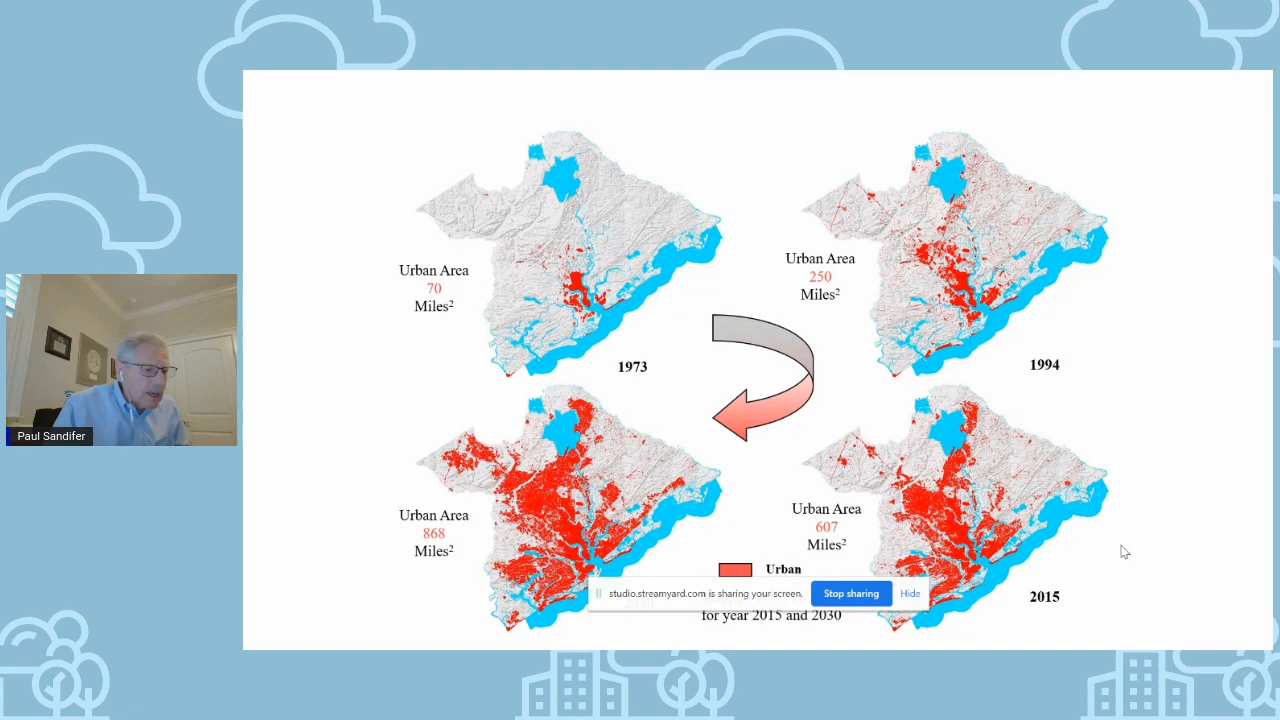 Urban Area
70
Miles²
1973
Urban Area
250
Miles²
1994
Urban Area
868
Miles²
Urban Area
607
Miles²
2015
Urban
studio.streamyard.com is sharing your screen.
Stop sharing
Hide
for year 2015 and 2030
Paul Sandifer